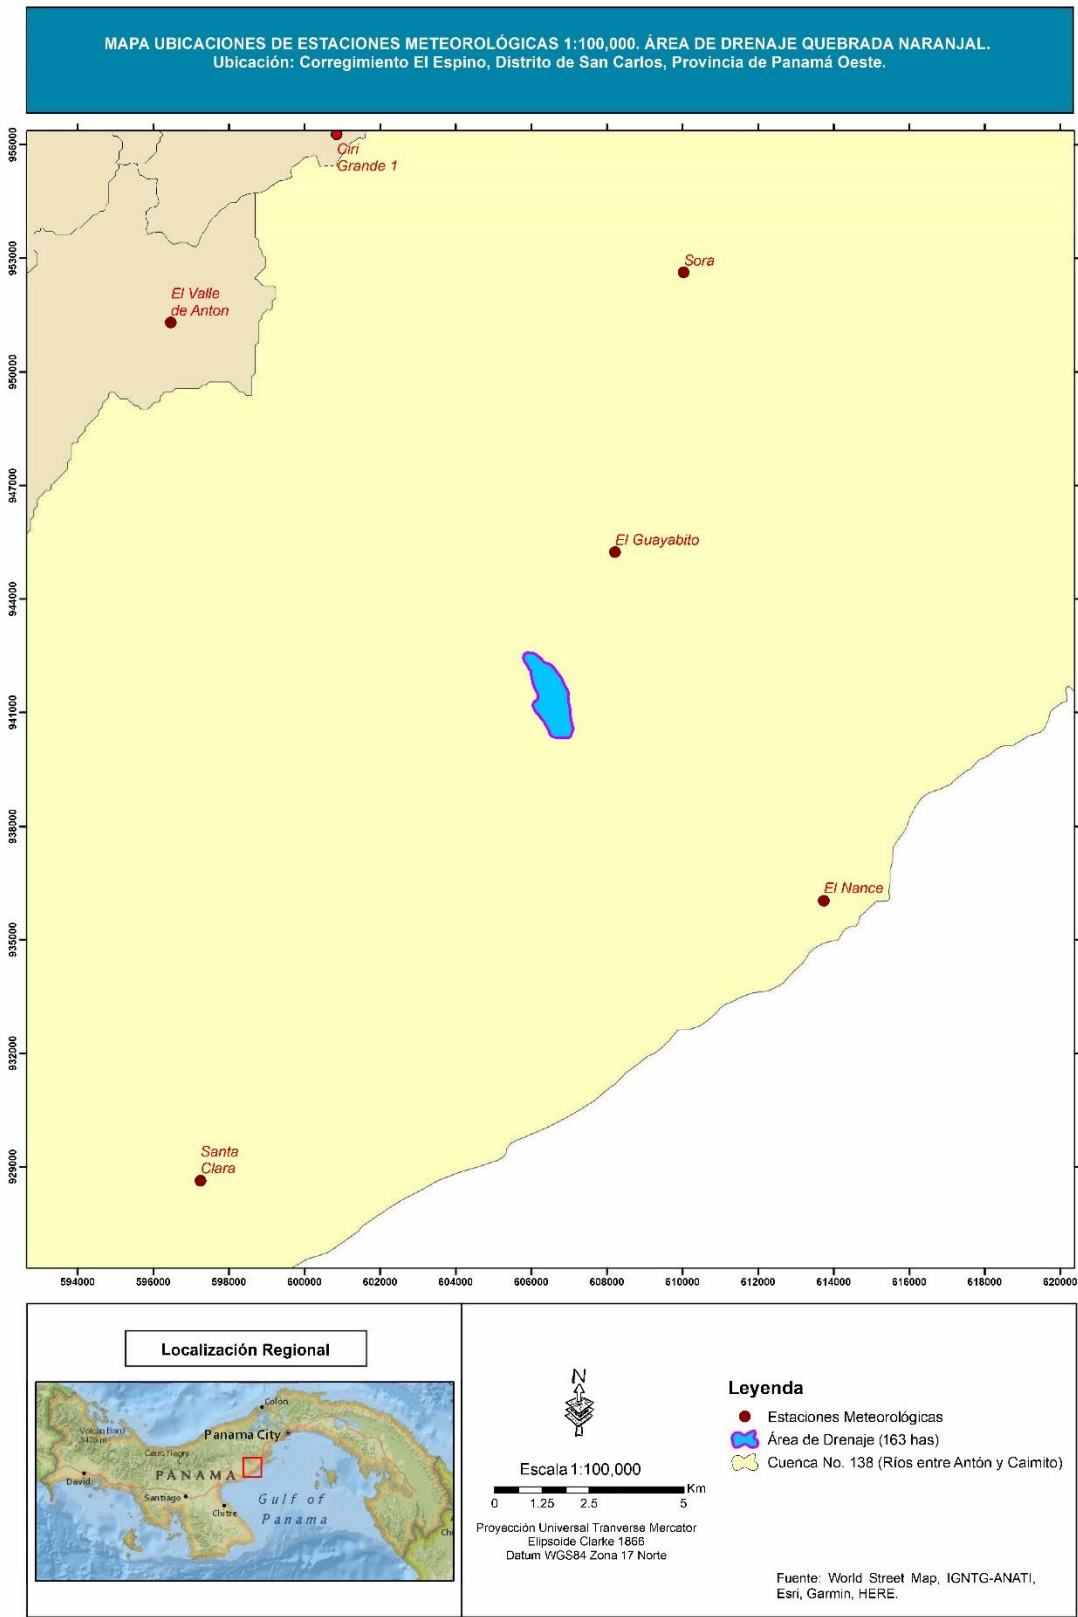 MAPA UBICACIONES DE ESTACIONES METEOROLÓGICAS 1:100,000. ÁREA DE DRENAJE QUEBRADA NARANJAL.
Ubicación: Corregimiento El Espino, Distrito de San Carlos, Provincia de Panamá Oeste.
956000
953000
950000
947000
944000
941000
938000
935000
932000
929000
Ciri
Grande 1
Sora
El Valle
de Anton
El Guayabito
El Nance
Santa
Clara
594000 596000 598000 600000 602000 604000 606000 608000 610000 612000 614000 616000 618000 620000
Localización Regional
Colón
Panama City
PANAMA
David
Santiago
Chitre
Gulf of
Panama
N
Escala 1:100,000
0 1.25 2.5 5 Km
Proyección Universal Tranverse Mercator
Elipsoide Clarke 1866
Datum WGS84 Zona 17 Norte
Leyenda
Estaciones Meteorológicas
Área de Drenaje (163 has)
Cuenca No. 138 (Ríos entre Antón y Caimito)
Fuente: World Street Map, IGNTG-ANATI,
Esri, Garmin, HERE.